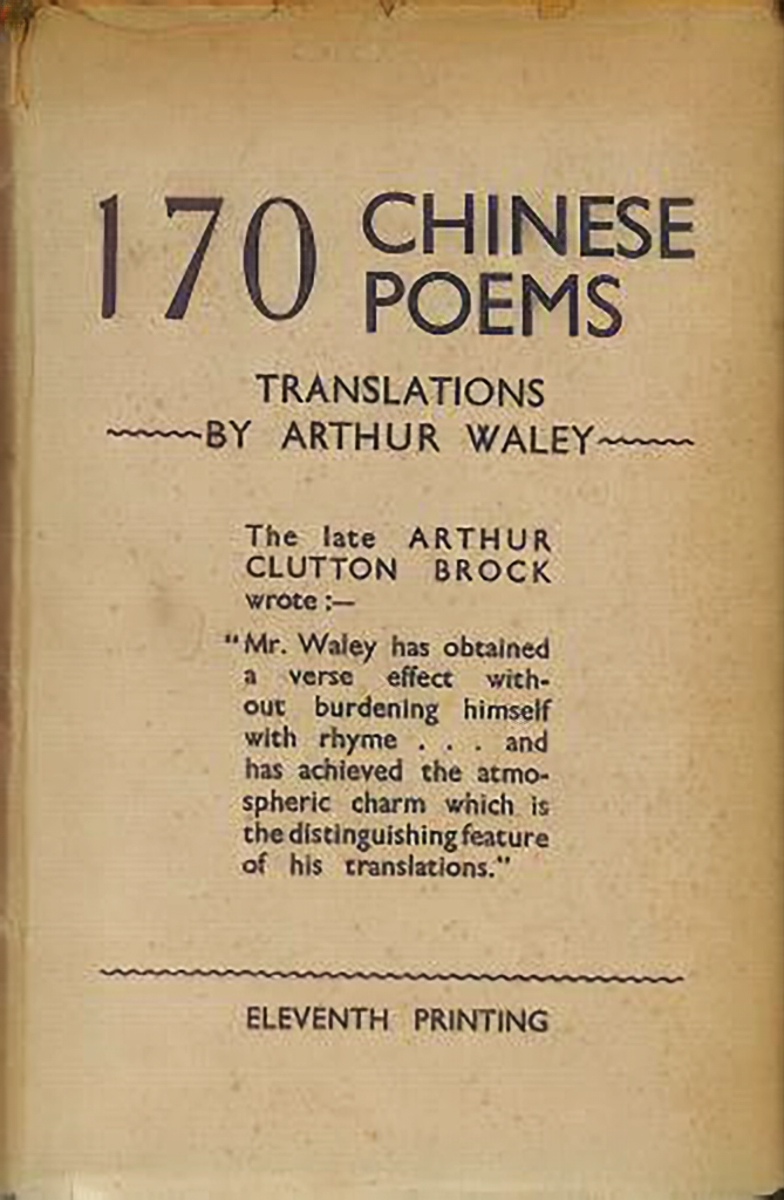 170 CHINESE
POEMS
TRANSLATIONS
BY ARTHUR WALEY
The late ARTHUR
CLUTTON BROCK
wrote :—
"Mr. Waley has obtained
a verse effect with-
out burdening himself
with rhyme . . . and
has achieved the atmo-
spheric charm which is
the distinguishing feature
of his translations."
ELEVENTH PRINTING